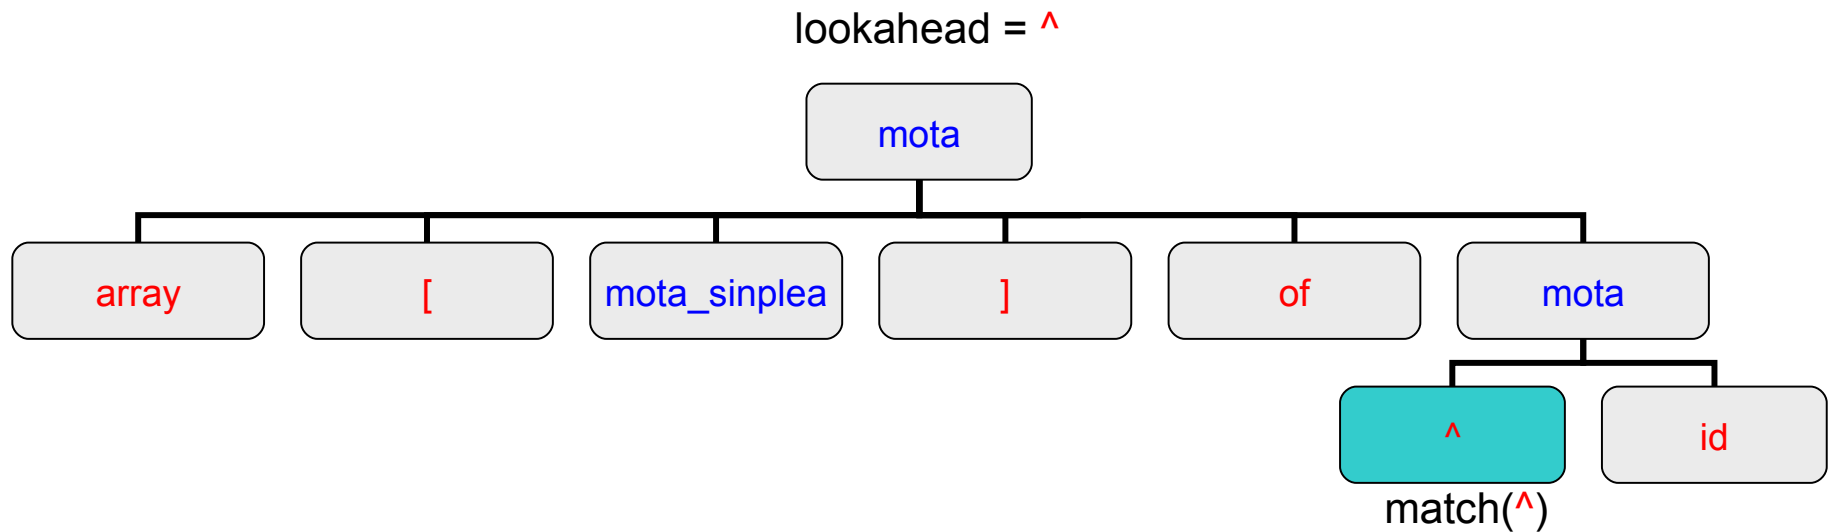 lookahead = ^
mota
array [ mota_sinplea ] of mota
^ id
match(^)